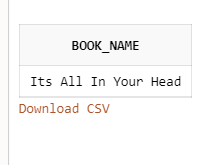 BOOK_NAME
Its All In Your Head
Download CSV